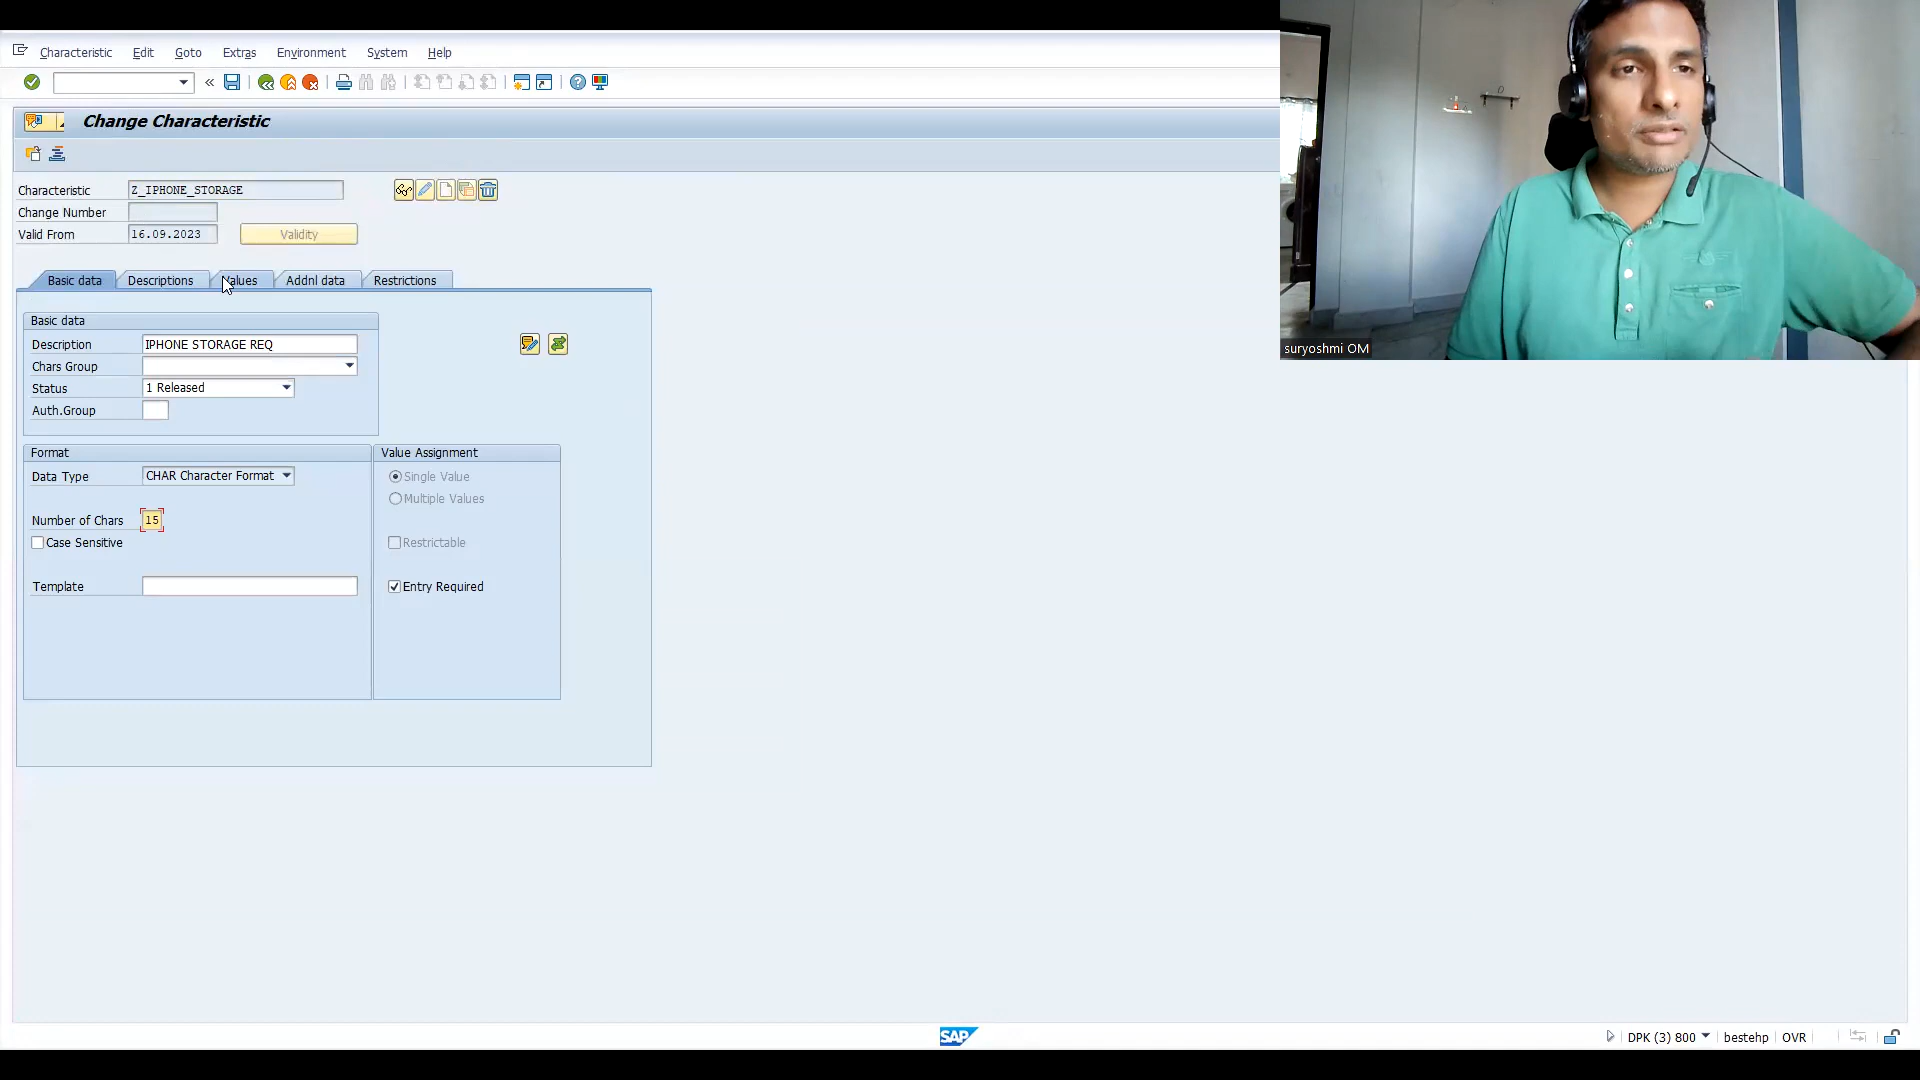 Characteristic Edit Goto Extras Environment System Help
Change Characteristic
Characteristic Z_IPHONE_STORAGE
Change Number
Valid From 16.09.2023 Validity
Basic data Descriptions Values Addnl data Restrictions
Basic data
Description IPHONE STORAGE REQ
Chars Group
Status 1 Released
Auth.Group
Format Value Assignment
Data Type CHAR Character Format Single Value
Multiple Values
Number of Chars 15
Case Sensitive Restrictable
Template Entry Required
suryoshmi OM
SAP DPK (3) 800 bestehp OVR